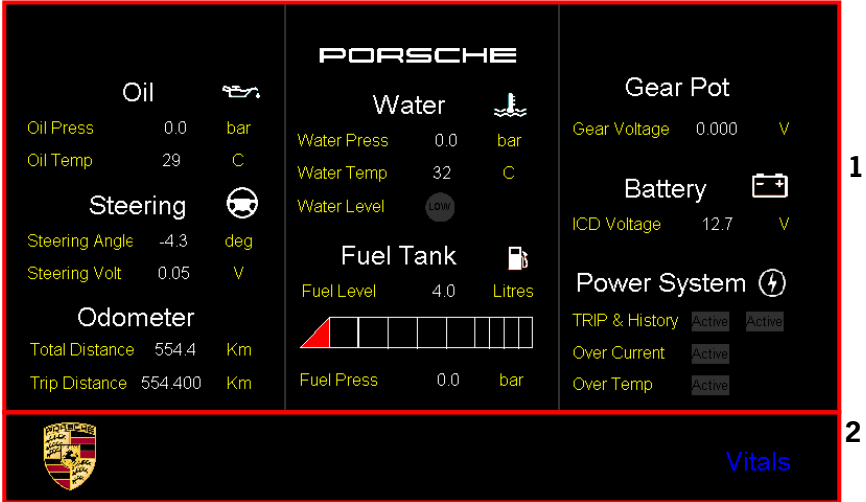 PORSCHE
Oil
Oil Press 0.0 bar
Oil Temp 29 C
Steering
Steering Angle -4.3 deg
Steering Volt 0.05 V
Odometer
Total Distance 554.4 Km
Trip Distance 554.400 Km
Water
Water Press 0.0 bar
Water Temp 32 C
Water Level LOW
Fuel Tank
Fuel Level 4.0 Litres
Fuel Press 0.0 bar
Gear Pot
Gear Voltage 0.000 V
Battery
ICD Voltage 12.7 V
Power System
TRIP & History Active Active
Over Current Active
Over Temp Active
1
PORSCHE
Vitals
2